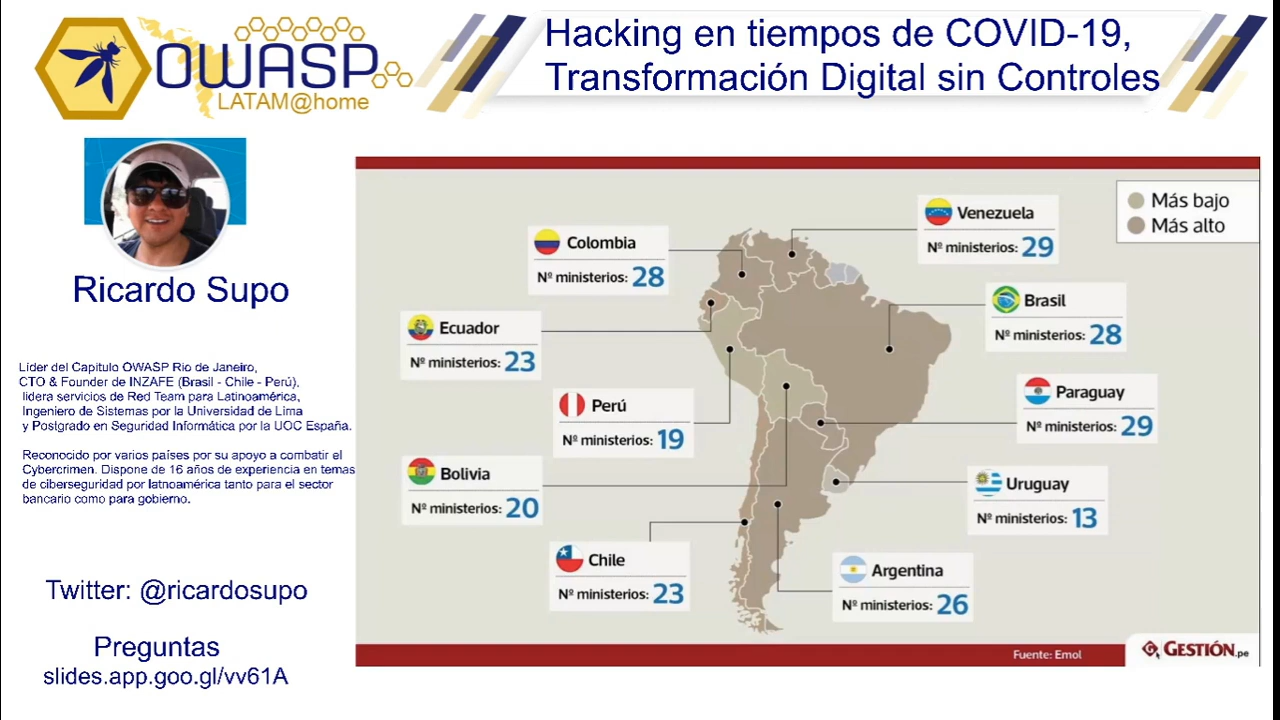 OWASP
LATAM@home
Hacking en tiempos de COVID-19,
Transformación Digital sin Controles
Ricardo Supo
Líder del Capitulo OWASP Rio de Janeiro,
CTO & Founder de INZAFE (Brasil - Chile - Perú),
lidera servicios de Red Team para Latinoamérica,
Ingeniero de Sistemas por la Universidad de Lima
y Postgrado en Seguridad Informática por la UOC España.
Reconocido por varios países por su apoyo a combatir el
Cybercrimen. Dispone de 16 años de experiencia en temas
de ciberseguridad por latnoamérica tanto para el sector
bancario como para gobierno.
Twitter: @ricardosupo
Preguntas
slides.app.goo.gl/vv61A
Más bajo
Más alto
Venezuela
Nº ministerios: 29
Colombia
Nº ministerios: 28
Brasil
Nº ministerios: 28
Ecuador
Nº ministerios: 23
Perú
Nº ministerios: 19
Paraguay
Nº ministerios: 29
Bolivia
Nº ministerios: 20
Uruguay
Nº ministerios: 13
Chile
Nº ministerios: 23
Argentina
Nº ministerios: 26
Fuente: Emol
GESTIÓN.pe